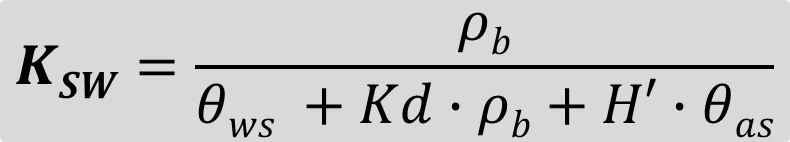 K_SW = ρ_b / (θ_ws + Kd · ρ_b + H′ · θ_as)